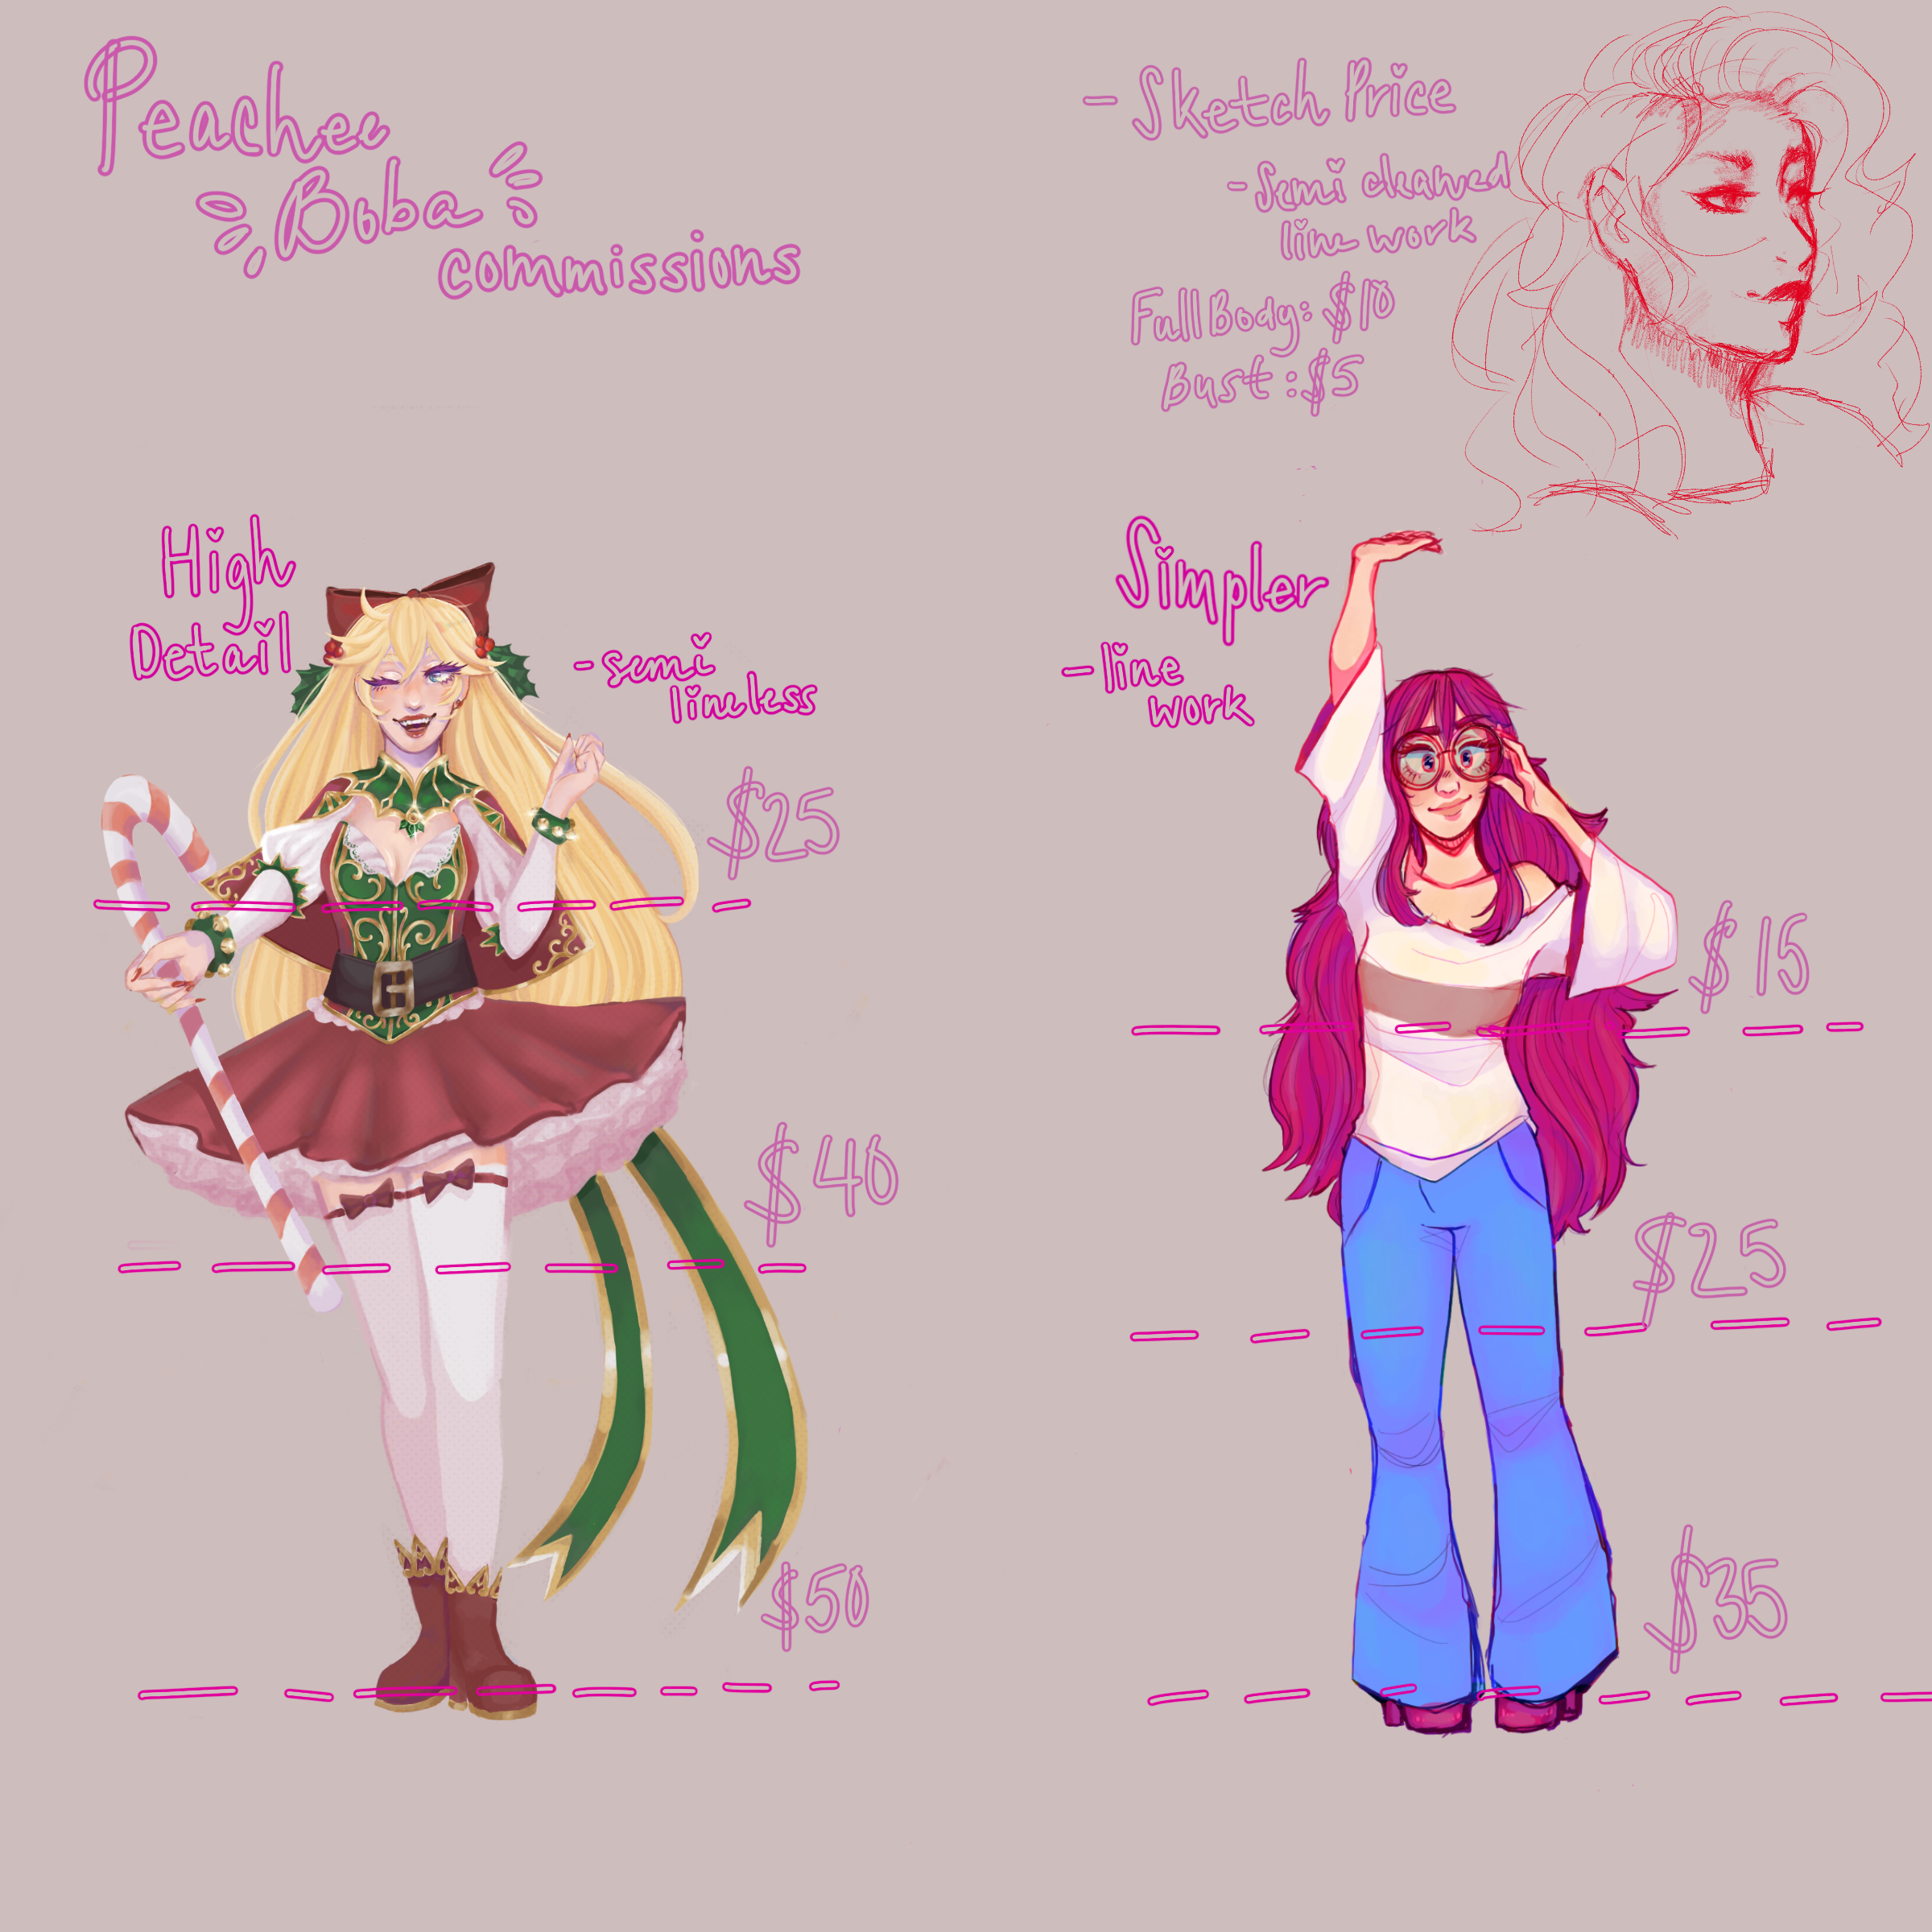 Peachee
Boba
commissions
- Sketch Price
- Semi cleaned
line work
Full Body: $10
Bust: $5
High
Detail
- semi
lineless
$25
$40
$50
Simpler
- line
work
$15
$25
$35